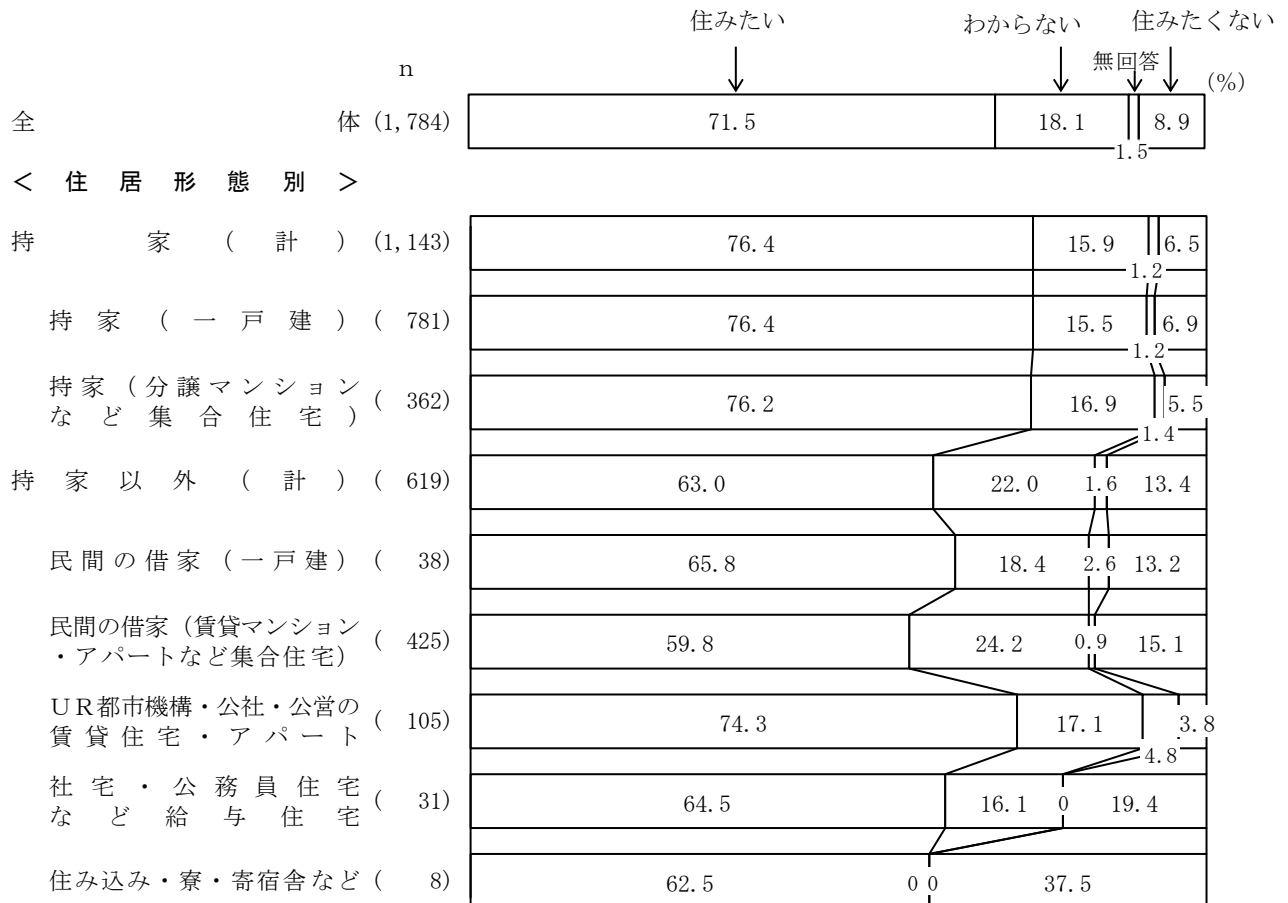 住みたい わからない 住みたくない
無回答
n
(%)
全 体 (1,784) 71.5 18.1 8.9
1.5
＜ 住 居 形 態 別 ＞
持 家 （ 計 ） (1,143) 76.4 15.9 6.5
1.2
持 家 （ 一 戸 建 ） ( 781) 76.4 15.5 6.9
1.2
持家（分譲マンション
など集合住宅） ( 362) 76.2 16.9 5.5
1.4
持 家 以 外 （ 計 ） ( 619) 63.0 22.0 1.6 13.4
民間の借家（一戸建） ( 38) 65.8 18.4 2.6 13.2
民間の借家（賃貸マンション
・アパートなど集合住宅） ( 425) 59.8 24.2 0.9 15.1
ＵＲ都市機構・公社・公営の
賃貸住宅・アパート ( 105) 74.3 17.1 3.8
4.8
社宅・公務員住宅
など給与住宅 ( 31) 64.5 16.1 0 19.4
住み込み・寮・寄宿舎など ( 8) 62.5 0 0 37.5